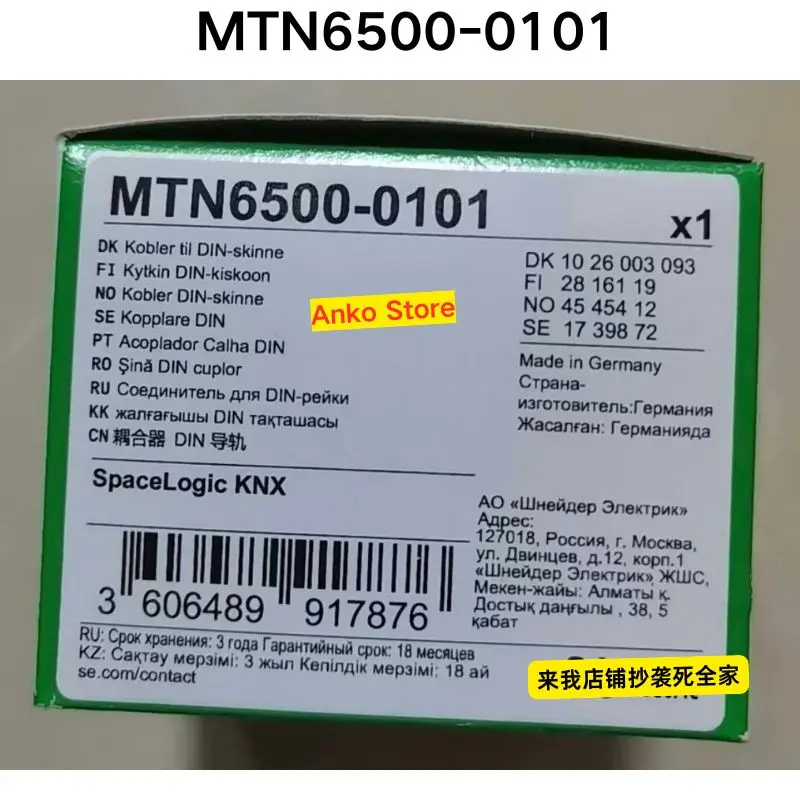 MTN6500-0101
MTN6500-0101
x1
DK Kobler til DIN-skinne
FI Kytkin DIN-kiskoon
NO Kobler DIN-skinne
SE Kopplare DIN
PT Acoplador Calha DIN
RO Şină DIN cuplor
RU Соединитель для DIN-рейки
KK жалғағышы DIN тақташасы
CN 耦合器 DIN 导轨
Anko Store
DK 10 26 003 093
FI 28 161 19
NO 45 454 12
SE 17 398 72
Made in Germany
Страна-
изготовитель:Германия
Жасалған: Германияда
SpaceLogic KNX
АО «Шнейдер Электрик»
Адрес:
127018, Россия, г. Москва,
ул. Двинцев, д.12, корп.1
«Шнейдер Электрик» ЖШС,
Мекен-жайы: Алматы қ.
Достық даңғылы , 38, 5
қабат
3 606489 917876
RU: Срок хранения: 3 года Гарантийный срок: 18 месяцев
KZ: Сақтау мерзімі: 3 жыл Кепілдік мерзімі: 18 ай
se.com/contact
来我店铺抄袭死全家